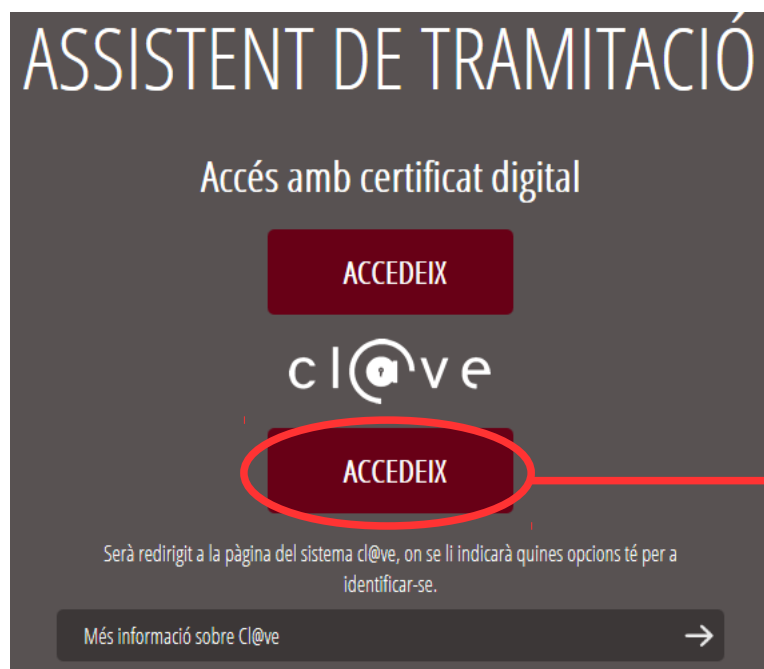 ASSISTENT DE TRAMITACIÓ
Accés amb certificat digital
ACCEDEIX
cl@ve
ACCEDEIX
Serà redirigit a la pàgina del sistema cl@ve, on se li indicarà quines opcions té per a
identificar-se.
Més informació sobre Cl@ve